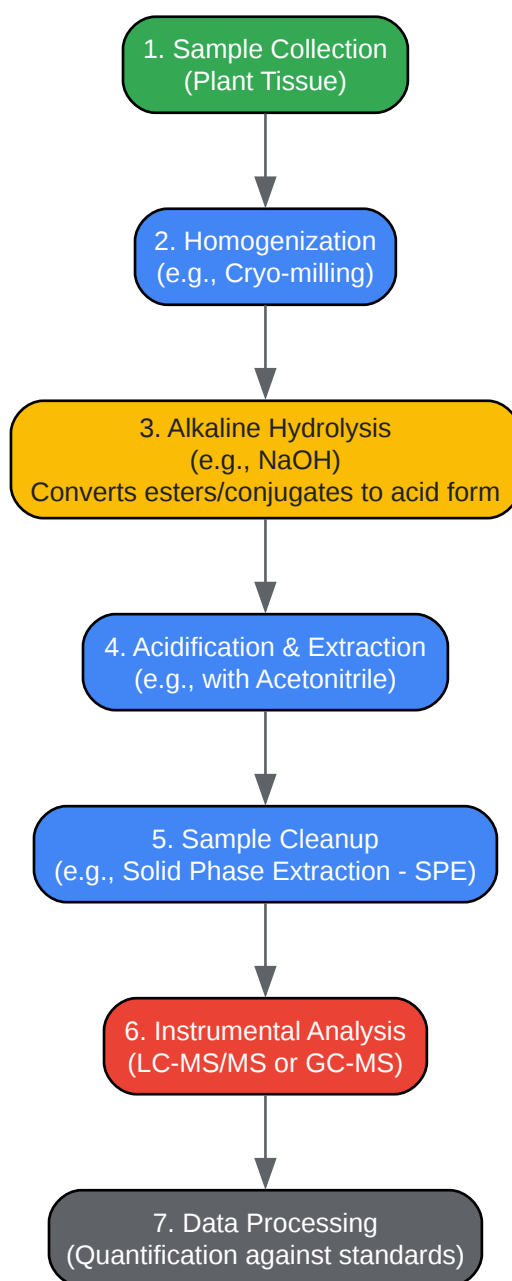 1. Sample Collection
(Plant Tissue)
2. Homogenization
(e.g., Cryo-milling)
3. Alkaline Hydrolysis
(e.g., NaOH)
Converts esters/conjugates to acid form
4. Acidification & Extraction
(e.g., with Acetonitrile)
5. Sample Cleanup
(e.g., Solid Phase Extraction - SPE)
6. Instrumental Analysis
(LC-MS/MS or GC-MS)
7. Data Processing
(Quantification against standards)